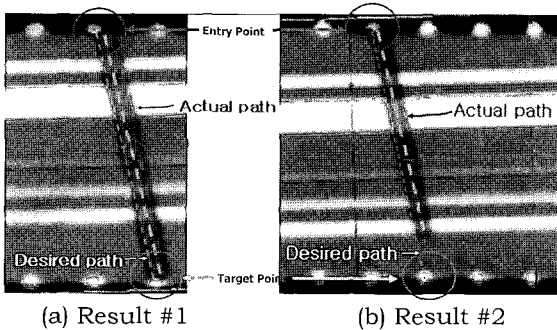 Entry Point
Actual path
Actual path
Desired path
Desired path
Target Point
(a) Result #1
(b) Result #2